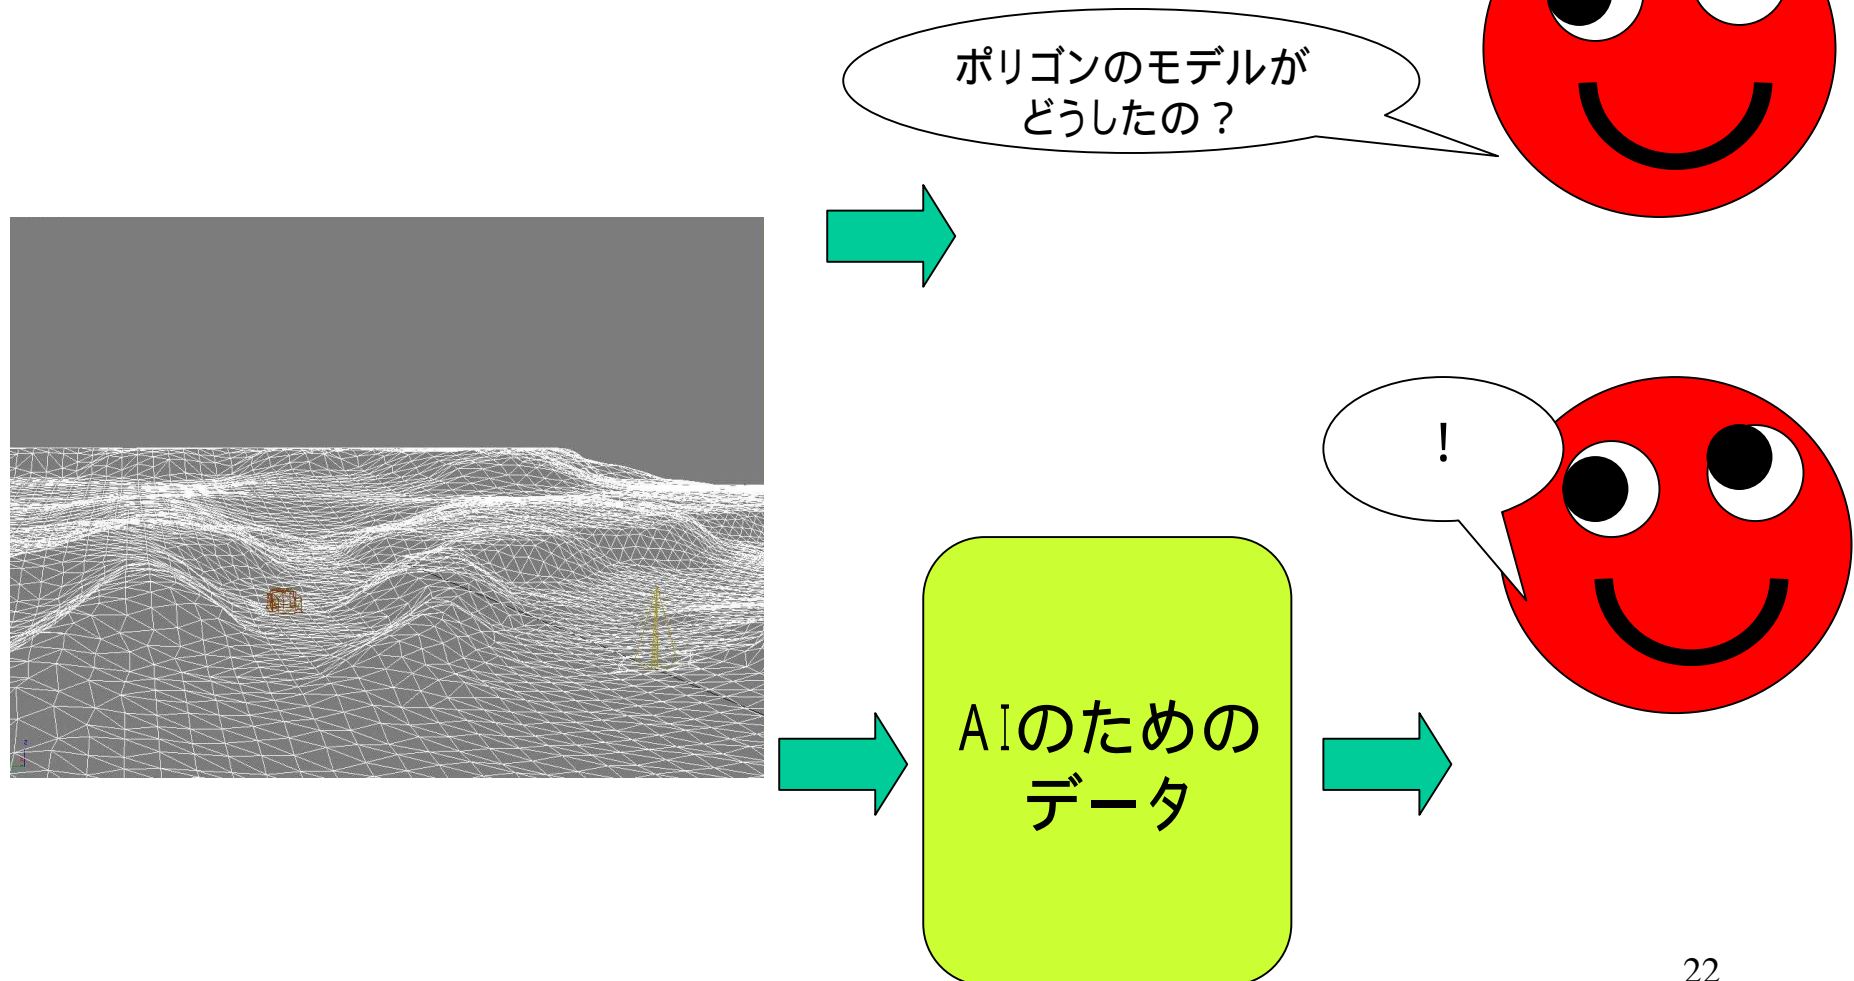 ポリゴンのモデルが
どうしたの？
！
AIのための
データ
22